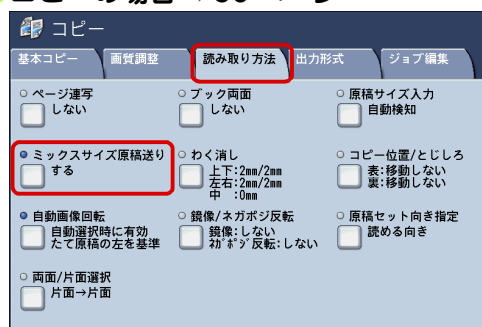 コピー
基本コピー 画質調整 読み取り方法 出力形式 ジョブ編集
ページ連写
しない
ブック両面
しない
原稿サイズ入力
自動検知
ミックスサイズ原稿送り
する
わく消し
上下:2mm/2mm
左右:2mm/2mm
中 :0mm
コピー位置/とじしろ
表:移動しない
裏:移動しない
自動画像回転
自動選択時に有効
たて原稿の左を基準
鏡像/ネガポジ反転
鏡像:しない
ネガポジ反転:しない
原稿セット向き指定
読める向き
両面/片面選択
片面→片面